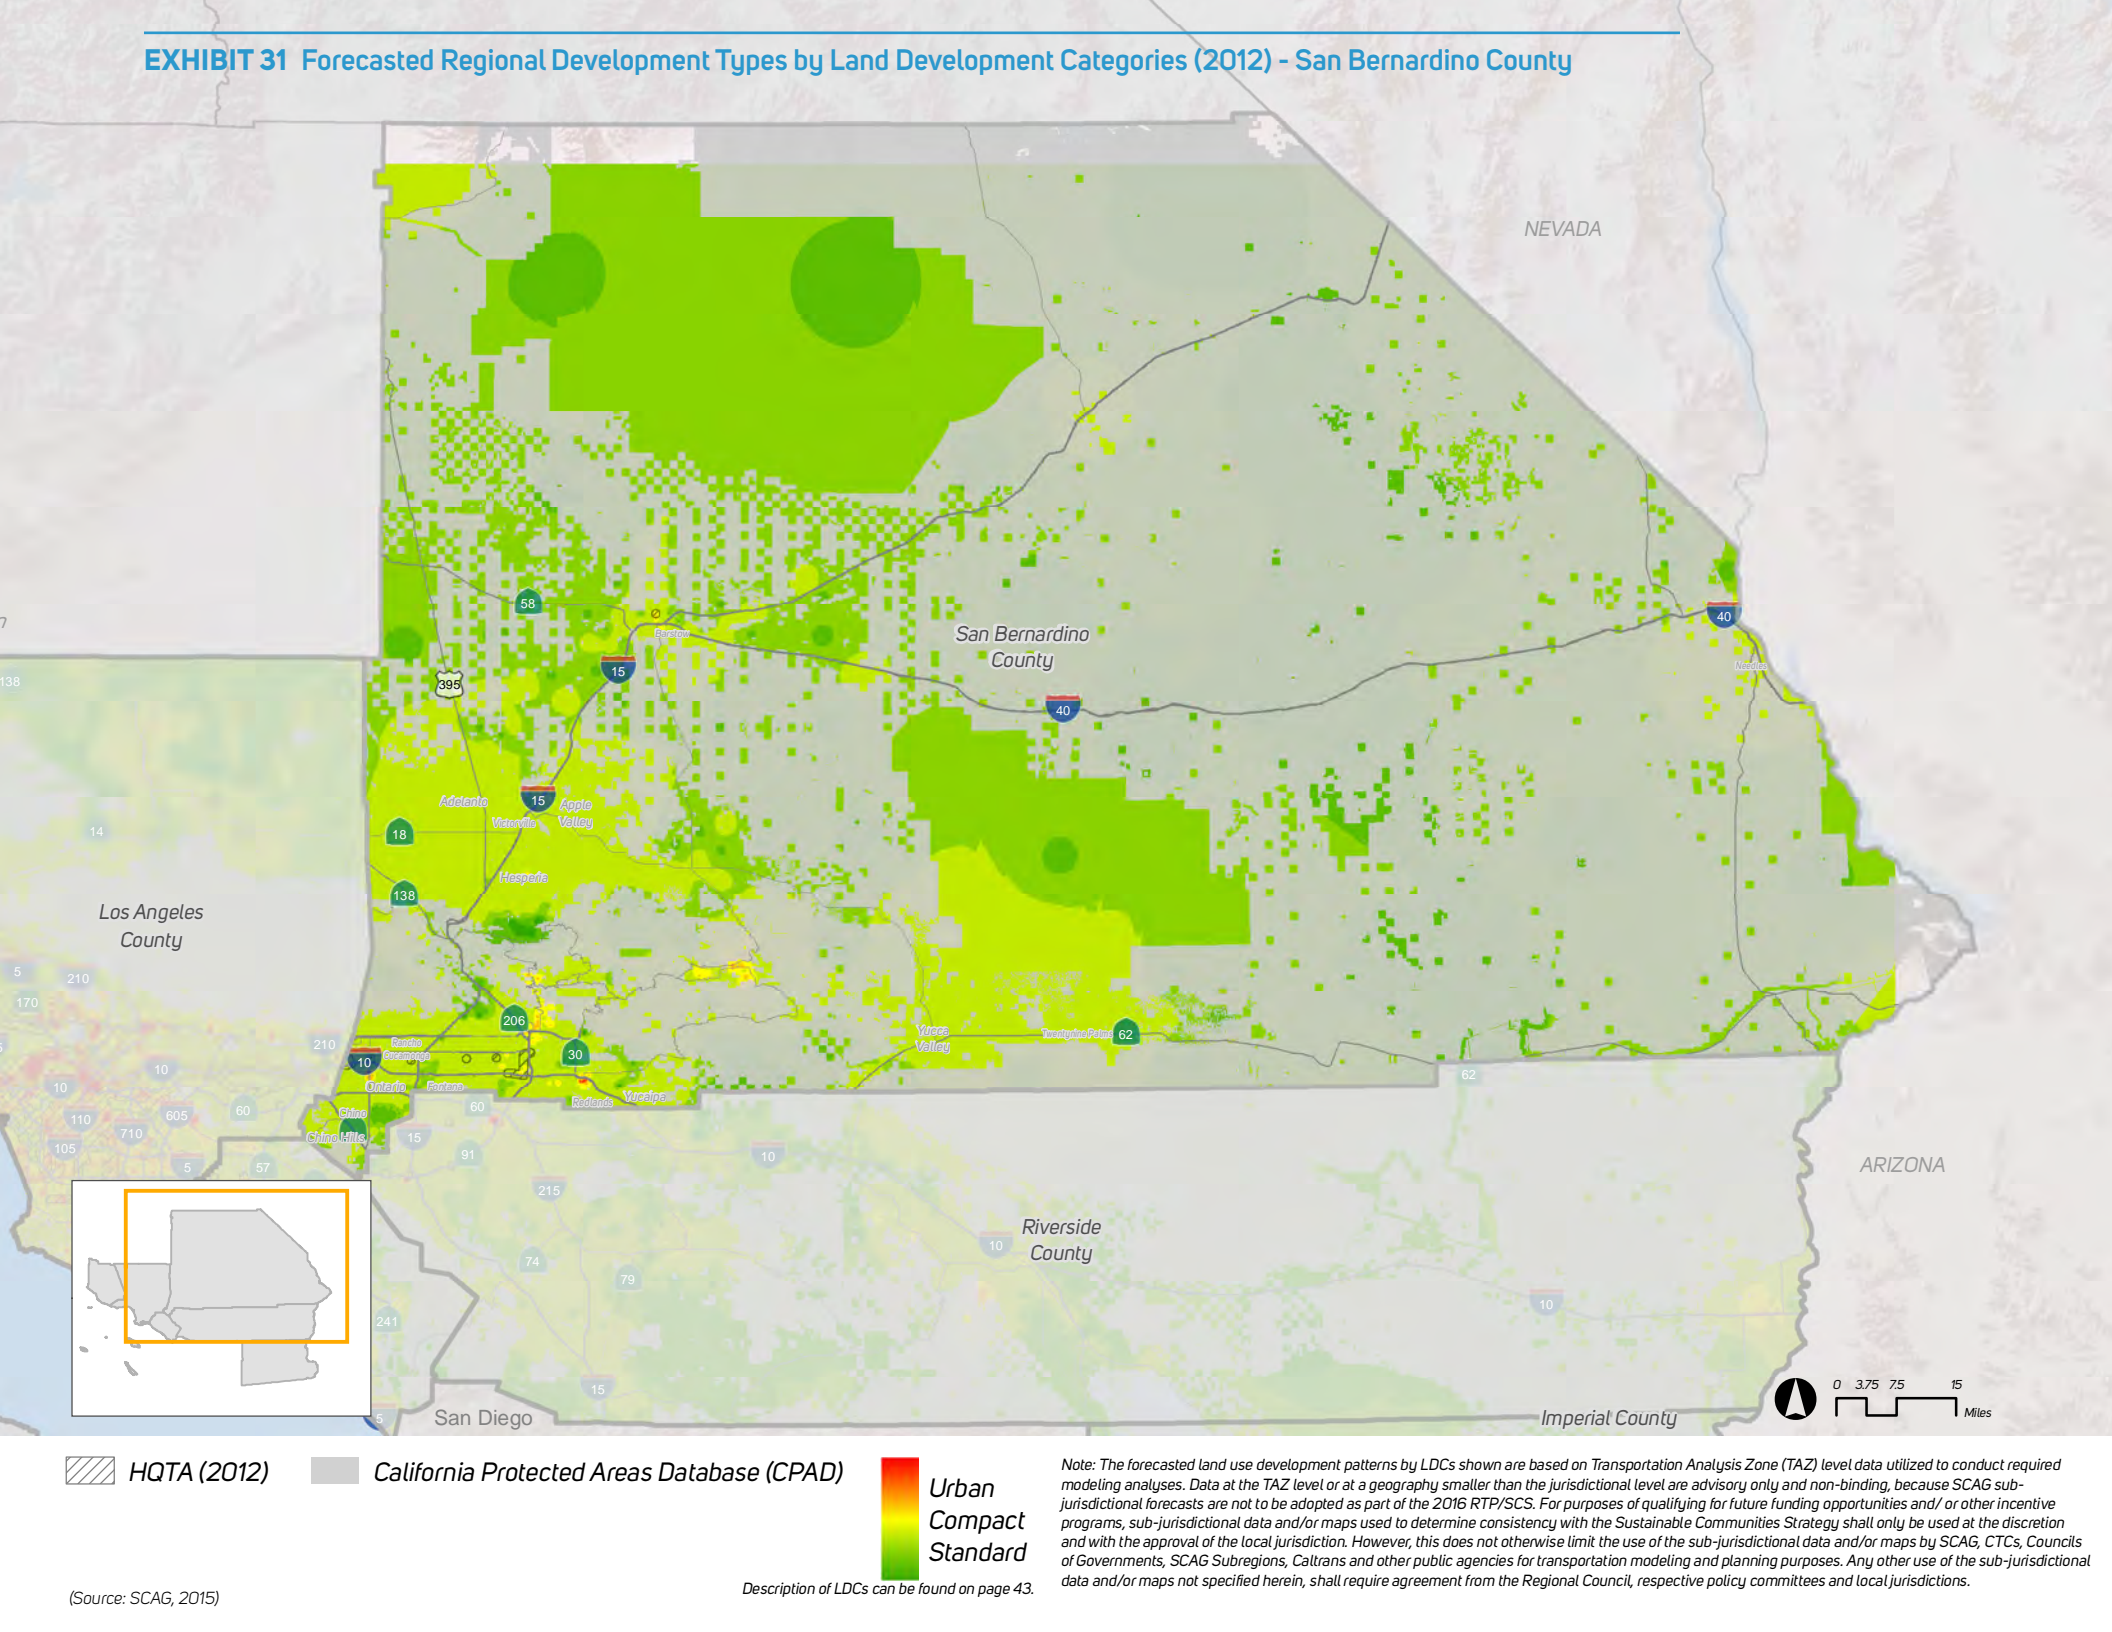 EXHIBIT 31 Forecasted Regional Development Types by Land Development Categories (2012) - San Bernardino County
NEVADA
58
Barstow
15
San Bernardino
County
40
Needles
395
40
138
Adelanto
15
Apple
Valley
Victorville
14
18
Hesperia
138
Los Angeles
County
5
210
170
206
Yucca
Valley
Twentynine Palms
62
210
Rancho
Cucamonga
30
10
10
10
Ontario
Fontana
62
Redlands
Yucaipa
110
605
60
60
Chino
710
Chino Hills
15
105
91
10
5
57
ARIZONA
215
Riverside
County
10
74
79
10
241
15
San Diego
5
Imperial County
0 3.75 7.5 15
Miles
HQTA (2012)
California Protected Areas Database (CPAD)
Urban
Compact
Standard
Description of LDCs can be found on page 43.
Note: The forecasted land use development patterns by LDCs shown are based on Transportation Analysis Zone (TAZ) level data utilized to conduct required
modeling analyses. Data at the TAZ level or at a geography smaller than the jurisdictional level are advisory only and non-binding, because SCAG sub-
jurisdictional forecasts are not to be adopted as part of the 2016 RTP/SCS. For purposes of qualifying for future funding opportunities and/ or other incentive
programs, sub-jurisdictional data and/or maps used to determine consistency with the Sustainable Communities Strategy shall only be used at the discretion
and with the approval of the local jurisdiction. However, this does not otherwise limit the use of the sub-jurisdictional data and/or maps by SCAG, CTCs, Councils
of Governments, SCAG Subregions, Caltrans and other public agencies for transportation modeling and planning purposes. Any other use of the sub-jurisdictional
data and/or maps not specified herein, shall require agreement from the Regional Council, respective policy committees and local jurisdictions.
(Source: SCAG, 2015)